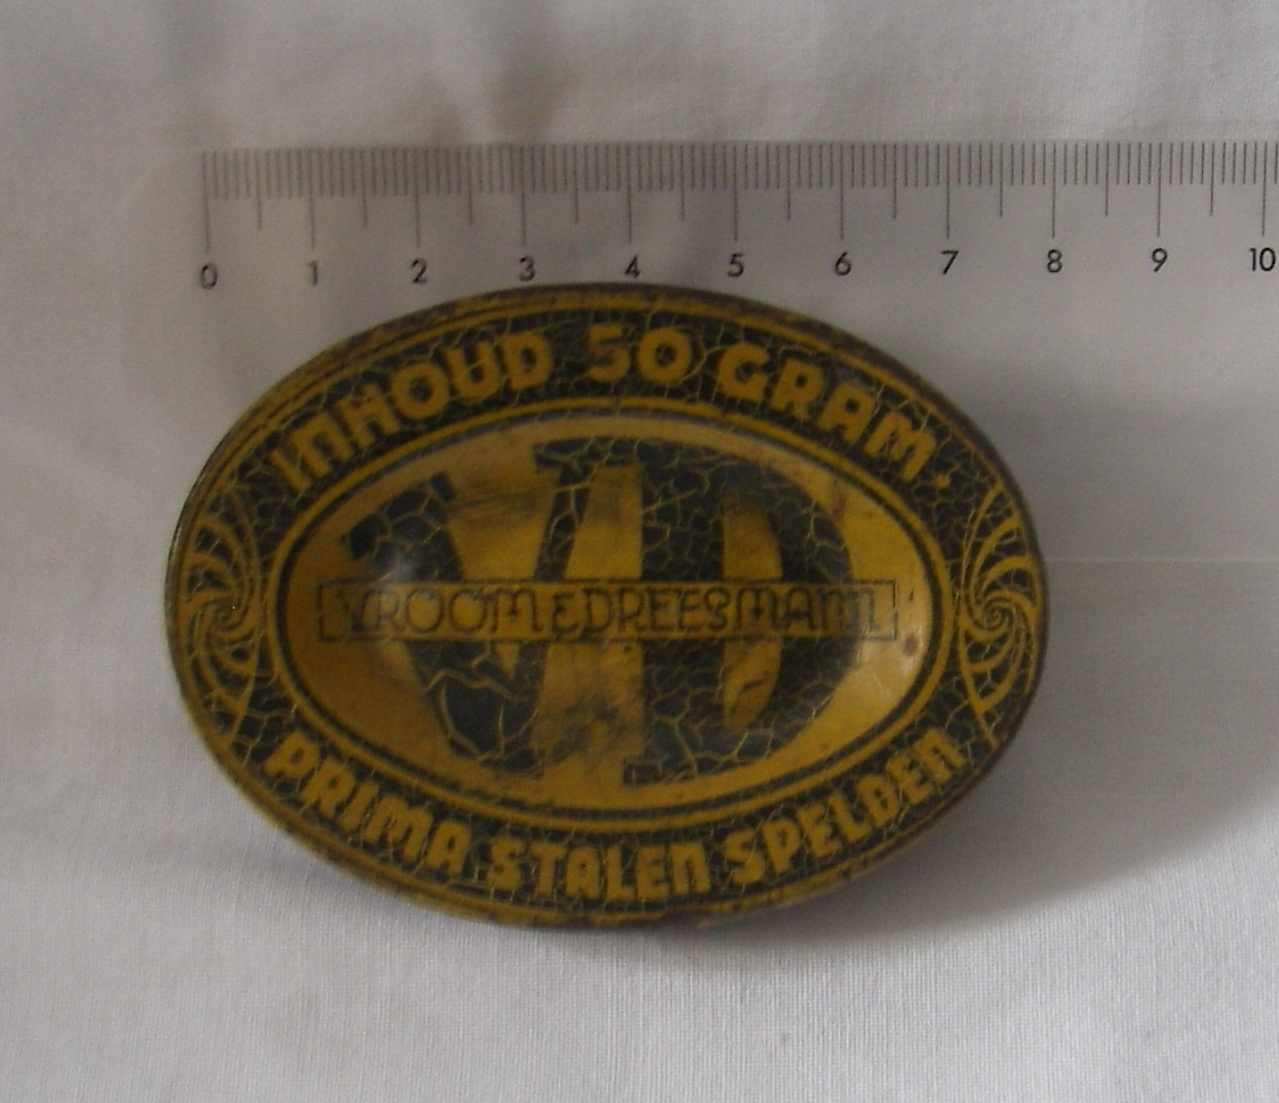 0 1 2 3 4 5 6 7 8 9 10
INHOUD 50 GRAM.
VD
VROOM & DREESMANN
PRIMA STALEN SPELDEN